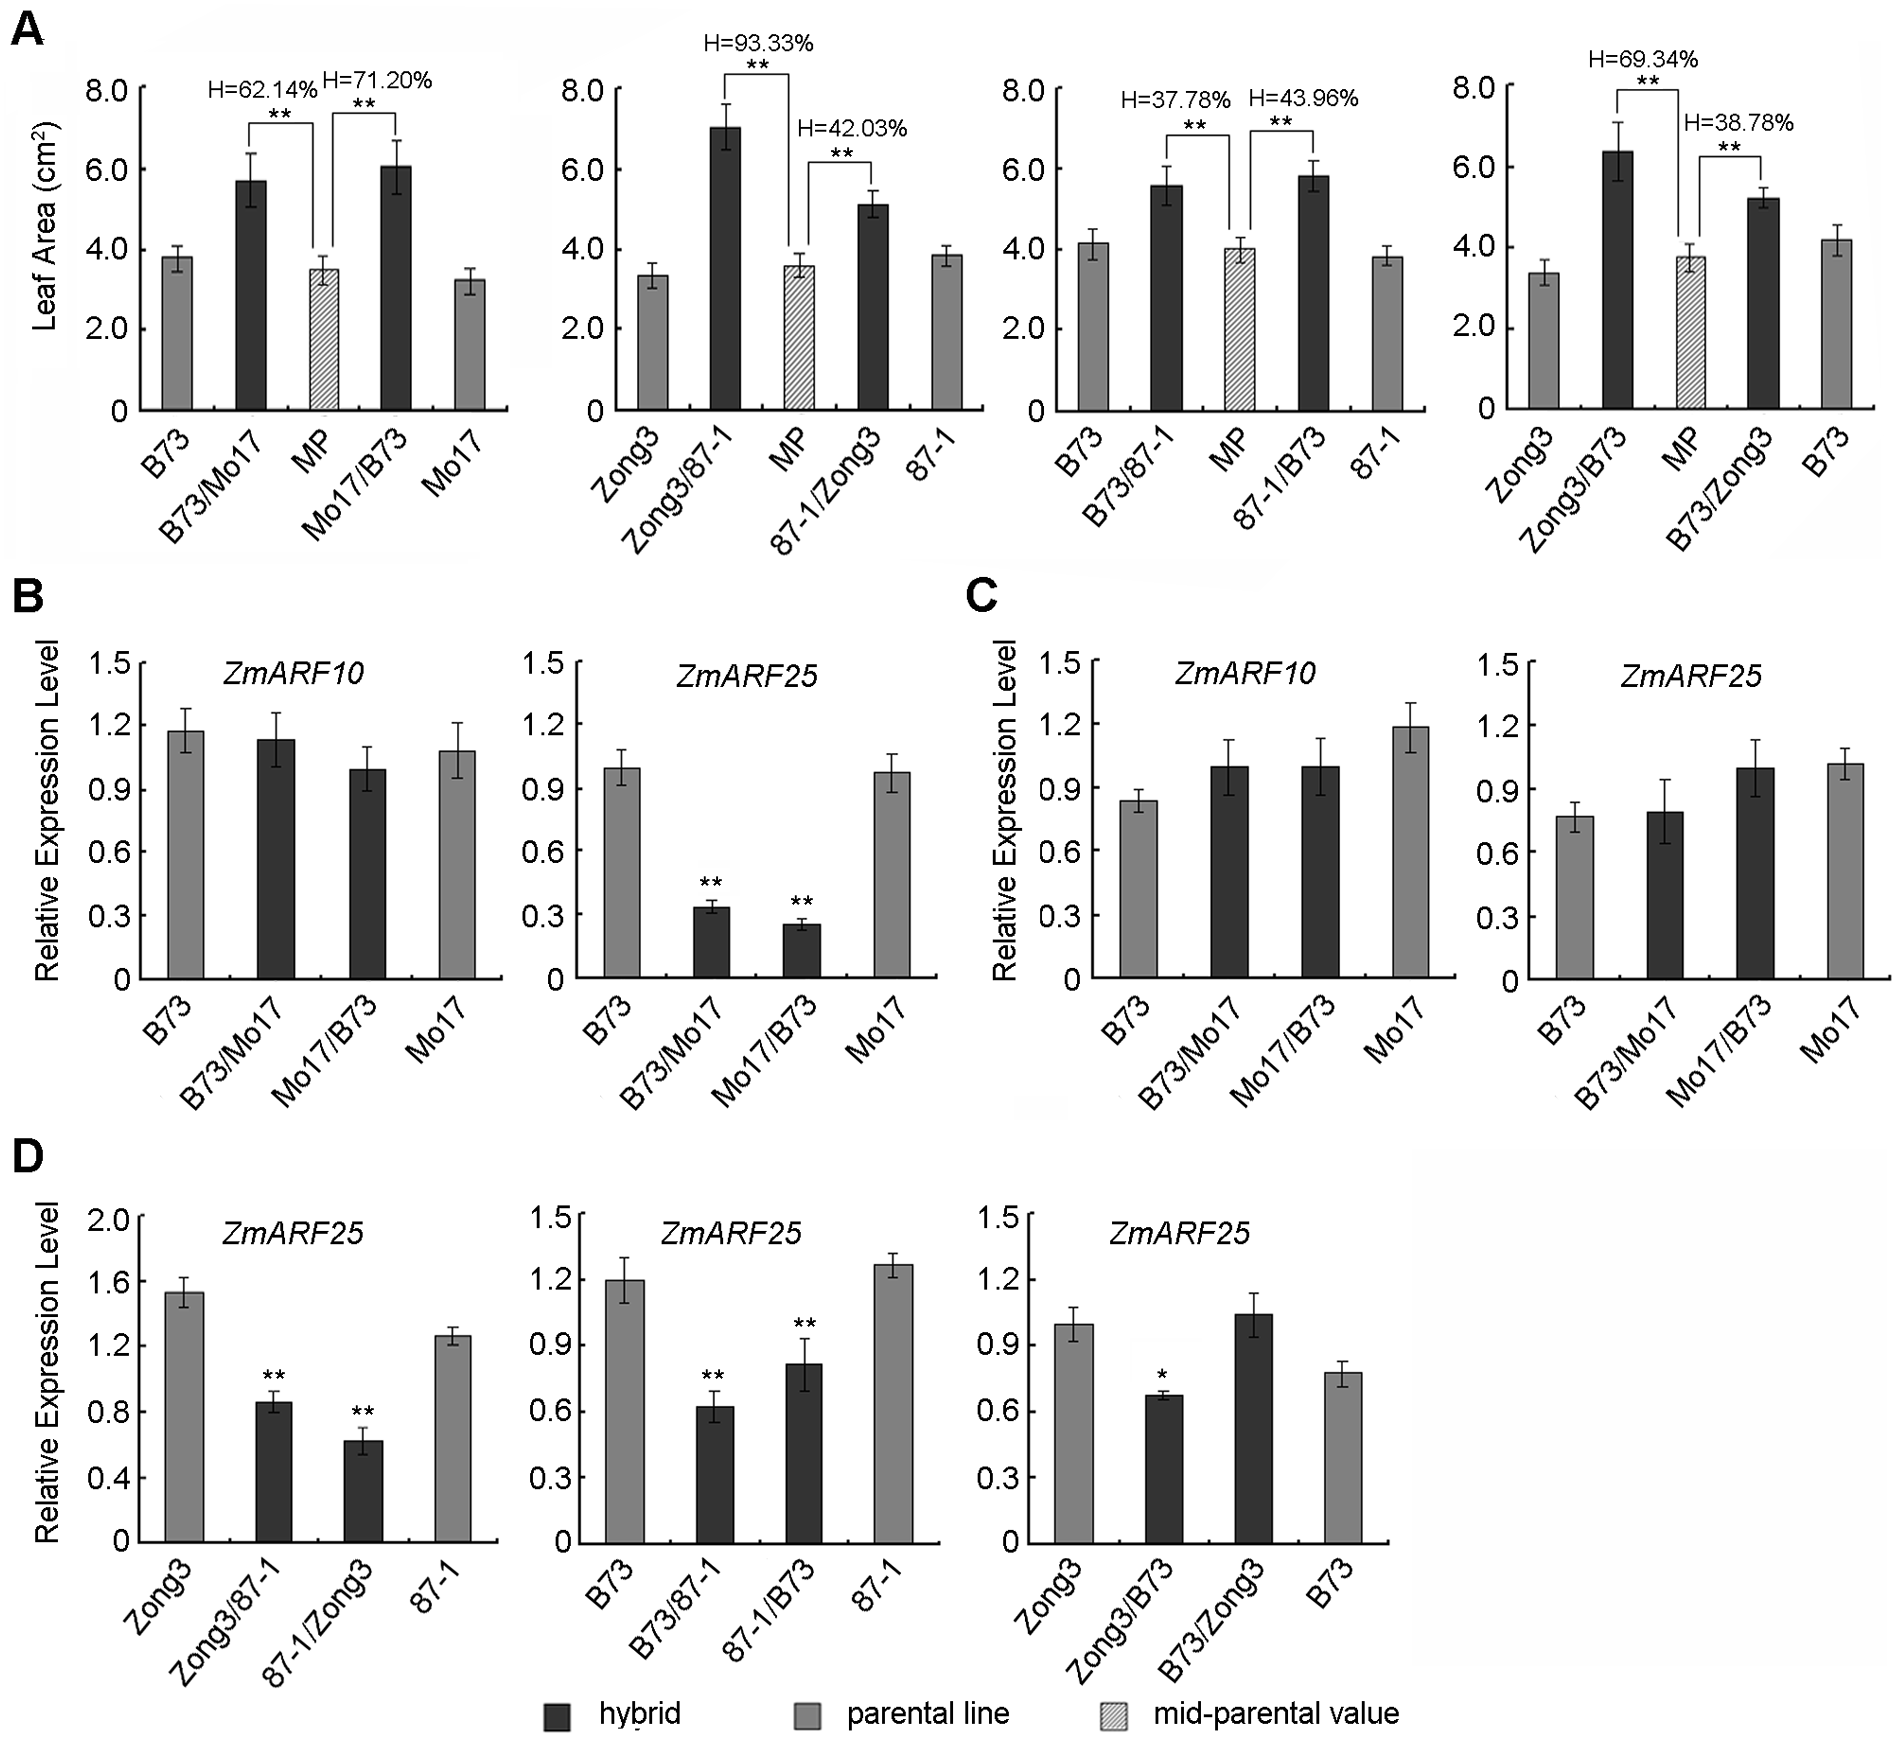 A
H=62.14%
H=71.20%
**
**
Leaf Area (cm2)
8.0
6.0
4.0
2.0
0
B73
B73/Mo17
MP
Mo17/B73
Mo17
H=93.33%
**
H=42.03%
**
8.0
6.0
4.0
2.0
0
Zong3
Zong3/87-1
MP
87-1/Zong3
87-1
H=37.78%
H=43.96%
**
**
8.0
6.0
4.0
2.0
0
B73
B73/87-1
MP
87-1/B73
87-1
H=69.34%
**
H=38.78%
**
8.0
6.0
4.0
2.0
0
Zong3
Zong3/B73
MP
B73/Zong3
B73
B
Relative Expression Level
ZmARF10
1.5
1.2
0.9
0.6
0.3
0
B73
B73/Mo17
Mo17/B73
Mo17
ZmARF25
1.5
1.2
0.9
0.6
0.3
0
**
**
B73
B73/Mo17
Mo17/B73
Mo17
C
Relative Expression Level
ZmARF10
1.5
1.2
0.9
0.6
0.3
0
B73
B73/Mo17
Mo17/B73
Mo17
ZmARF25
1.5
1.2
0.9
0.6
0.3
0
B73
B73/Mo17
Mo17/B73
Mo17
D
Relative Expression Level
ZmARF25
2.0
1.6
1.2
0.8
0.4
0
**
**
Zong3
Zong3/87-1
87-1/Zong3
87-1
ZmARF25
1.5
1.2
0.9
0.6
0.3
0
**
**
B73
B73/87-1
87-1/B73
87-1
ZmARF25
1.5
1.2
0.9
0.6
0.3
0
*
Zong3
Zong3/B73
B73/Zong3
B73
hybrid
parental line
mid-parental value